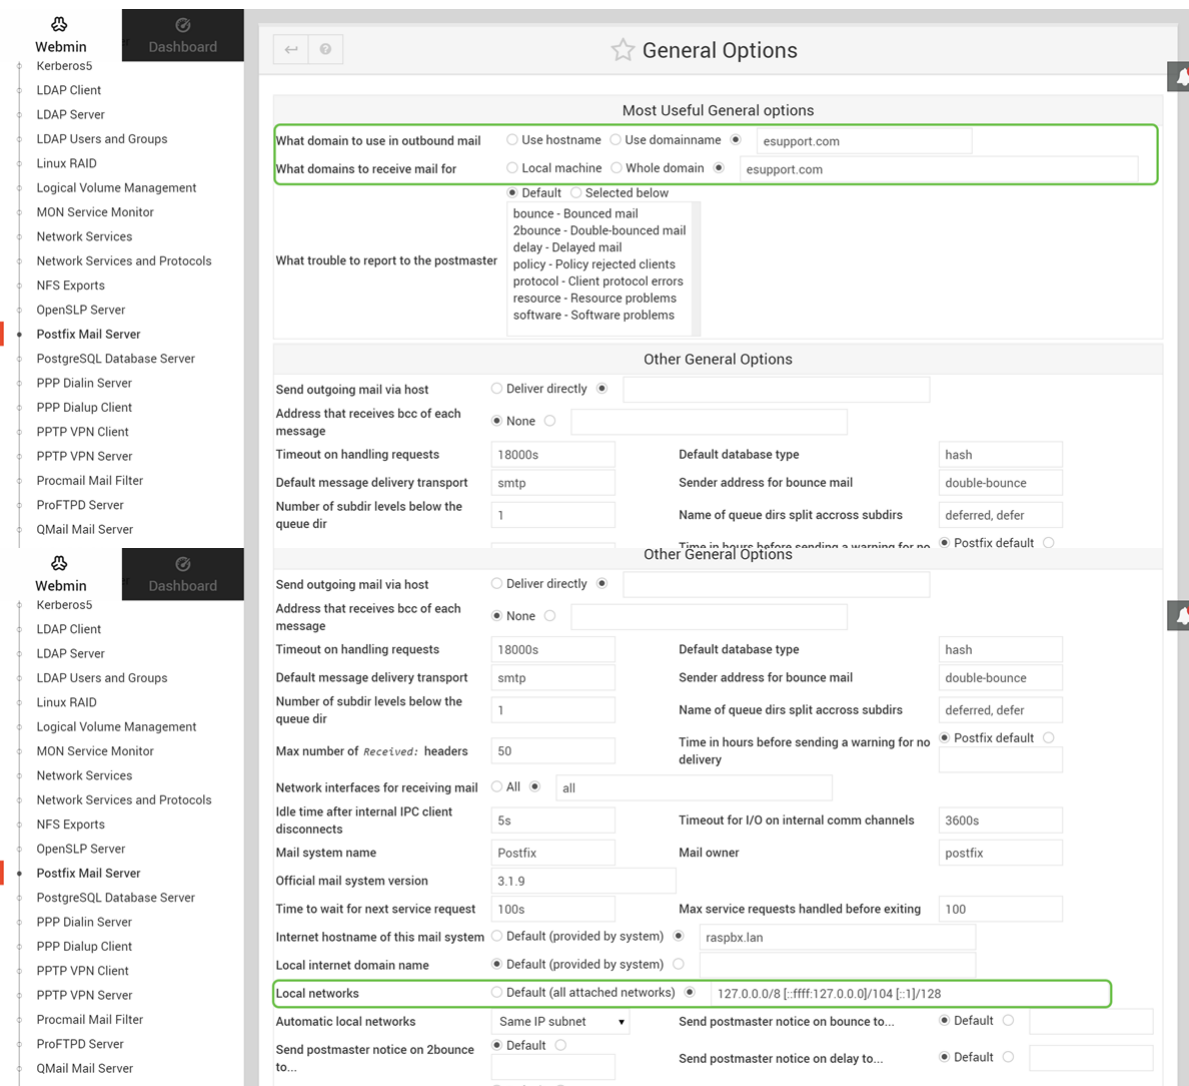 Webmin
Dashboard
Kerberos5
LDAP Client
LDAP Server
LDAP Users and Groups
Linux RAID
Logical Volume Management
MON Service Monitor
Network Services
Network Services and Protocols
NFS Exports
OpenSLP Server
Postfix Mail Server
PostgreSQL Database Server
PPP Dialin Server
PPP Dialup Client
PPTP VPN Client
PPTP VPN Server
Procmail Mail Filter
ProFTPD Server
QMail Mail Server
General Options
Most Useful General options
What domain to use in outbound mail Use hostname Use domainname esupport.com
What domains to receive mail for Local machine Whole domain esupport.com
Default Selected below
What trouble to report to the postmaster
bounce - Bounced mail
2bounce - Double-bounced mail
delay - Delayed mail
policy - Policy rejected clients
protocol - Client protocol errors
resource - Resource problems
software - Software problems
Other General Options
Send outgoing mail via host Deliver directly
Address that receives bcc of each
message
None
Timeout on handling requests 18000s Default database type hash
Default message delivery transport smtp Sender address for bounce mail double-bounce
Number of subdir levels below the
queue dir
1 Name of queue dirs split accross subdirs deferred, defer
Time in hours before sending a warning for no Postfix default
Webmin
Dashboard
Kerberos5
LDAP Client
LDAP Server
LDAP Users and Groups
Linux RAID
Logical Volume Management
MON Service Monitor
Network Services
Network Services and Protocols
NFS Exports
OpenSLP Server
Postfix Mail Server
PostgreSQL Database Server
PPP Dialin Server
PPP Dialup Client
PPTP VPN Client
PPTP VPN Server
Procmail Mail Filter
ProFTPD Server
QMail Mail Server
Other General Options
Send outgoing mail via host Deliver directly
Address that receives bcc of each
message
None
Timeout on handling requests 18000s Default database type hash
Default message delivery transport smtp Sender address for bounce mail double-bounce
Number of subdir levels below the
queue dir
1 Name of queue dirs split accross subdirs deferred, defer
Max number of Received: headers 50
Time in hours before sending a warning for no
delivery
Postfix default
Network interfaces for receiving mail All all
Idle time after internal IPC client
disconnects
5s Timeout for I/O on internal comm channels 3600s
Mail system name Postfix Mail owner postfix
Official mail system version 3.1.9
Time to wait for next service request 100s Max service requests handled before exiting 100
Internet hostname of this mail system Default (provided by system) raspbx.lan
Local internet domain name Default (provided by system)
Local networks Default (all attached networks) 127.0.0.0/8 [::ffff:127.0.0.0]/104 [::1]/128
Automatic local networks Same IP subnet Send postmaster notice on bounce to... Default
Send postmaster notice on 2bounce
to...
Default Send postmaster notice on delay to... Default